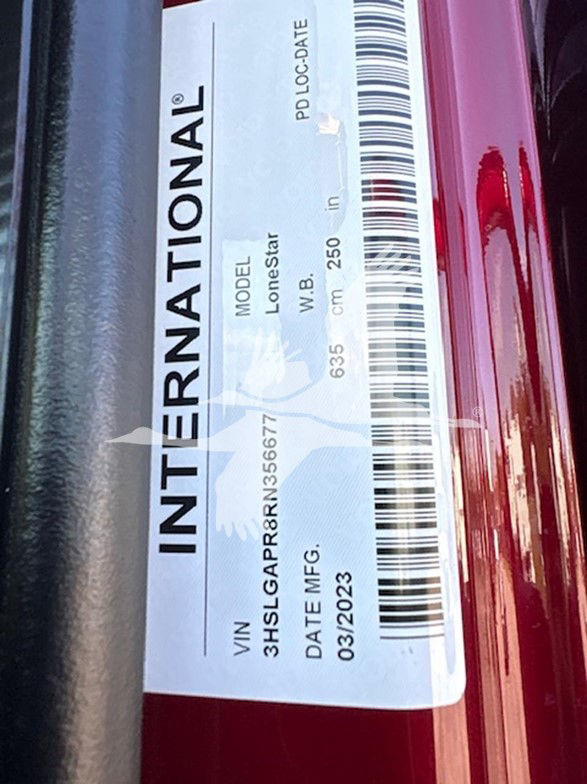 INTERNATIONAL®
VIN MODEL
3HSLGAPR8RN356677 LoneStar
DATE MFG. W.B. PD LOC-DATE
03/2023 635 cm 250 in